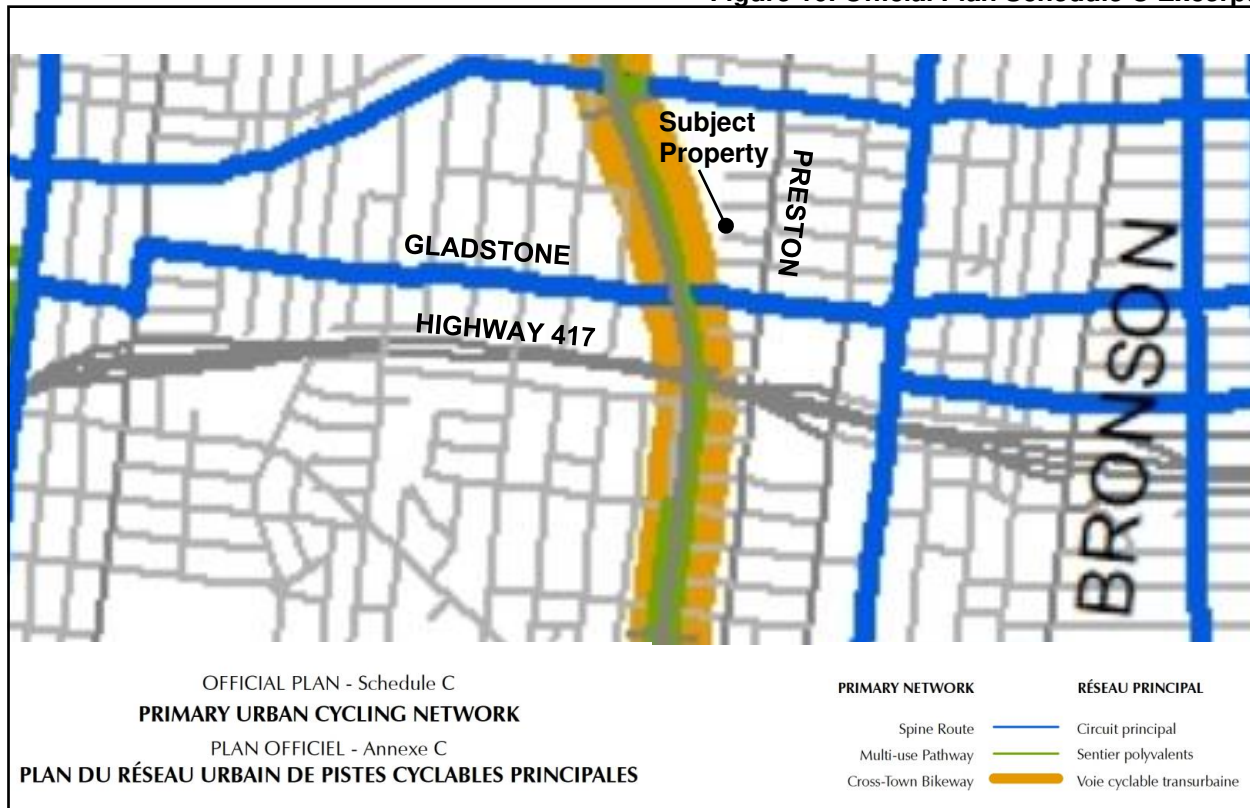 Subject
Property
PRESTON
GLADSTONE
HIGHWAY 417
BRONSON
OFFICIAL PLAN - Schedule C
PRIMARY URBAN CYCLING NETWORK
PLAN OFFICIEL - Annexe C
PLAN DU RÉSEAU URBAIN DE PISTES CYCLABLES PRINCIPALES
PRIMARY NETWORK RÉSEAU PRINCIPAL
Spine Route Circuit principal
Multi-use Pathway Sentier polyvalents
Cross-Town Bikeway Voie cyclable transurbaine